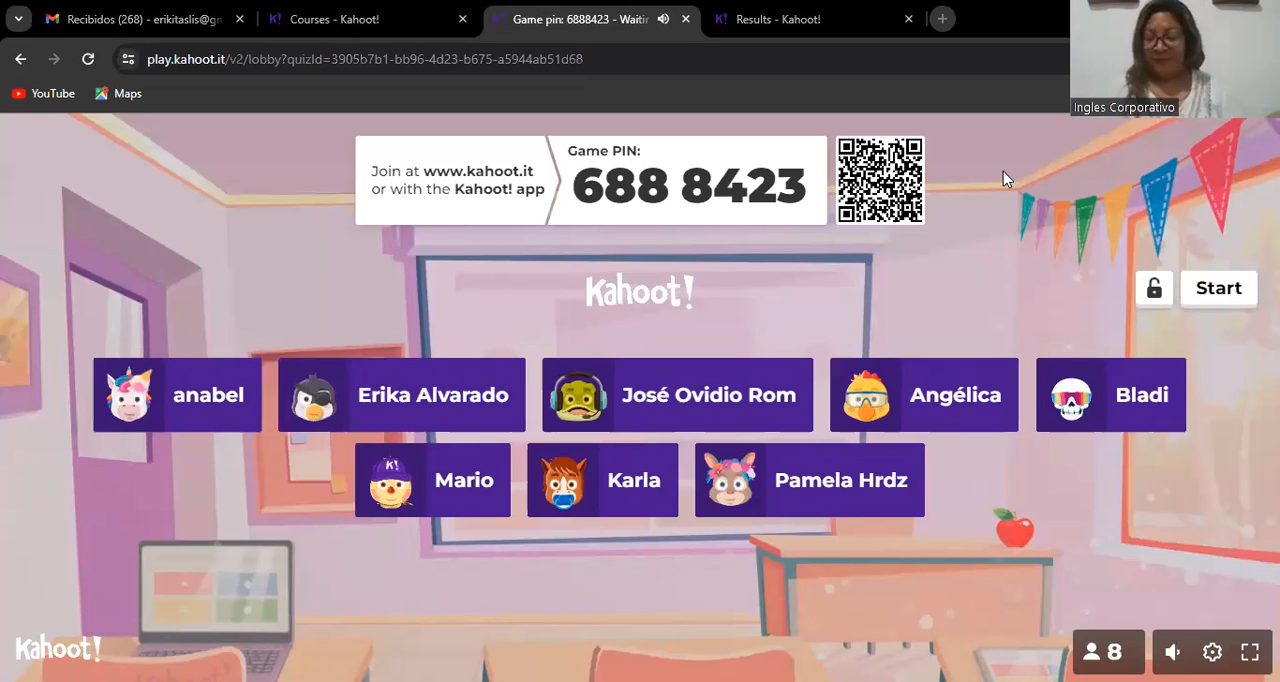 Recibidos (268) - erikitaslis@gm
Courses - Kahoot!
Game pin: 6888423 - Waitin
Results - Kahoot!
play.kahoot.it/v2/lobby?quizId=3905b7b1-bb96-4d23-b675-a5944ab51d68
YouTube
Maps
Ingles Corporativo
Join at www.kahoot.it
or with the Kahoot! app
Game PIN:
688 8423
Kahoot!
Start
anabel
Erika Alvarado
José Ovidio Rom
Angélica
Bladi
K!
Mario
Karla
Pamela Hrdz
Kahoot!
8